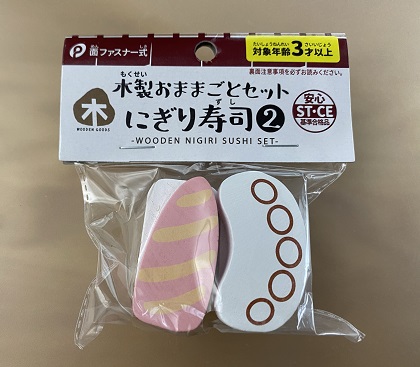 面ファスナー式
たいしょうねんれい さいいじょう
対象年齢3才以上
裏面注意事項を必ずお読みください。
もくせい
木製おままごとセット
木
WOODEN GOODS
にぎり寿司2
ずし
-WOODEN NIGIRI SUSHI SET-
安心
ST・CE
基準合格品